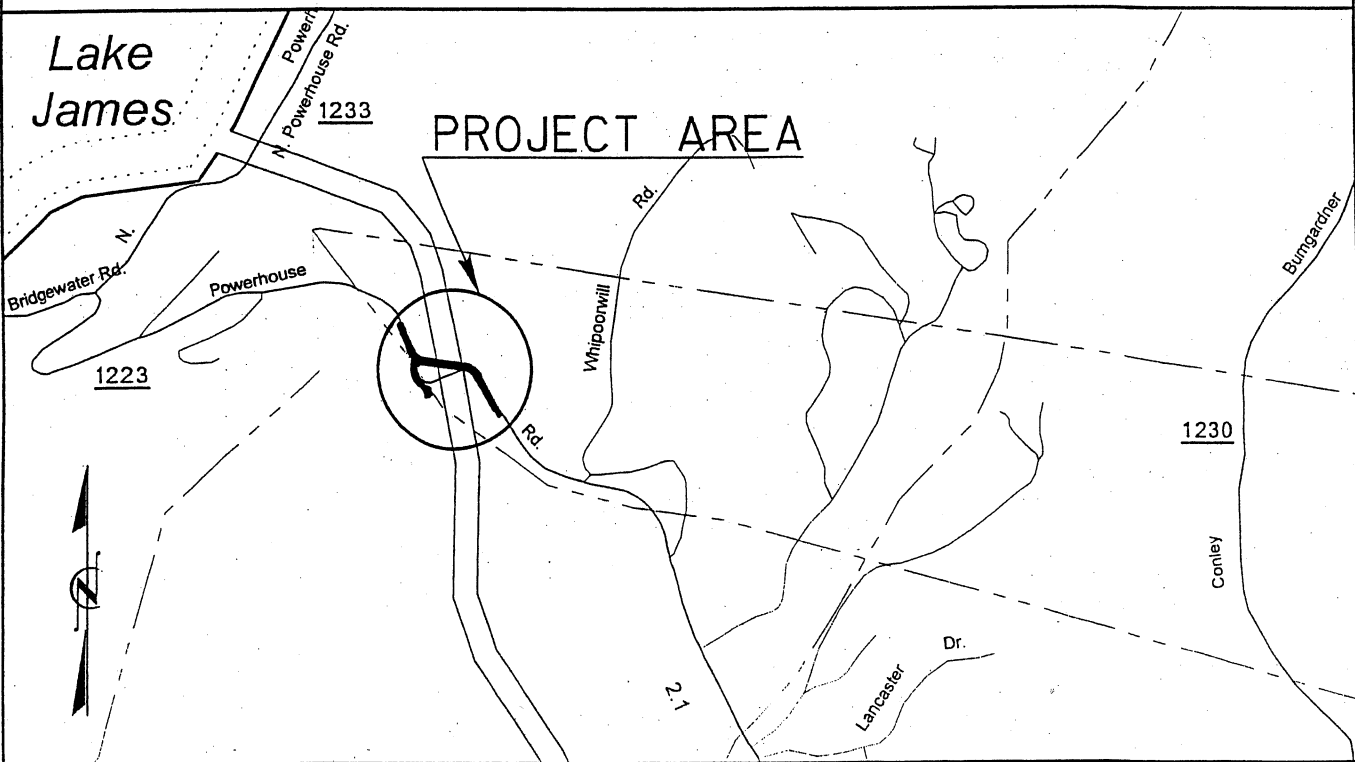 Lake
James
Powerh
N. Powerhouse Rd.
1233
PROJECT AREA
Rd.
Whipoorwill
Bumgardner
N.
Bridgewater Rd.
Powerhouse
1223
Rd.
1230
N
Conley
2.1
Dr.
Lancaster